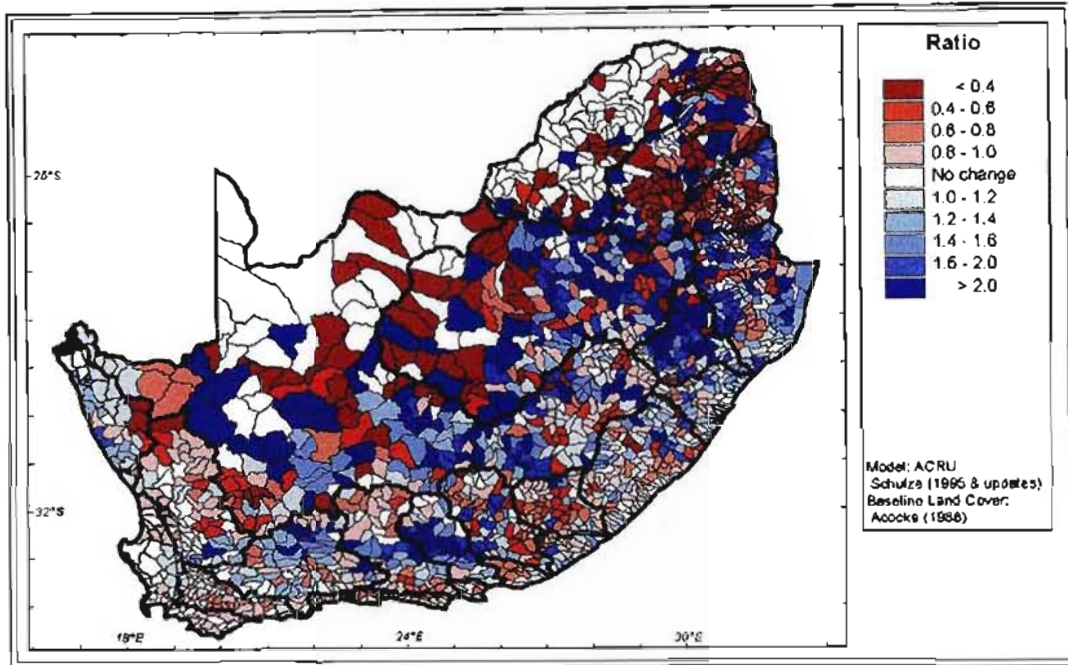 Ratio
< 0.4
0.4 - 0.6
0.6 - 0.8
0.8 - 1.0
No change
1.0 - 1.2
1.2 - 1.4
1.4 - 1.6
1.6 - 2.0
> 2.0
Model: ACRU
Schulze (1995 & updates)
Baseline Land Cover:
Acocks (1988)
28°S
32°S
18°E
24°E
30°E